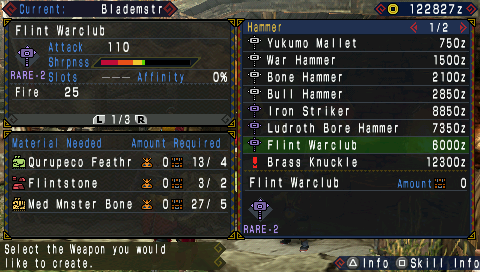 Current: Blademstr
122827z
Flint Warclub
Attack 110
Shrpnss
RARE-2 Slots --- Affinity 0%
Fire 25
L 1/3 R
Material Needed Amount Required
Qurupeco Feathr 0 13/ 4
Flintstone 0 3/ 2
Med Mnster Bone 0 27/ 5
Select the Weapon you would
like to create.
Hammer 1/2
Yukumo Mallet 750z
War Hammer 1500z
Bone Hammer 2100z
Bull Hammer 2850z
Iron Striker 8850z
Ludroth Bore Hammer 7350z
Flint Warclub 6000z
Brass Knuckle 12300z
Flint Warclub Amount 0
RARE-2
Info Skill Info